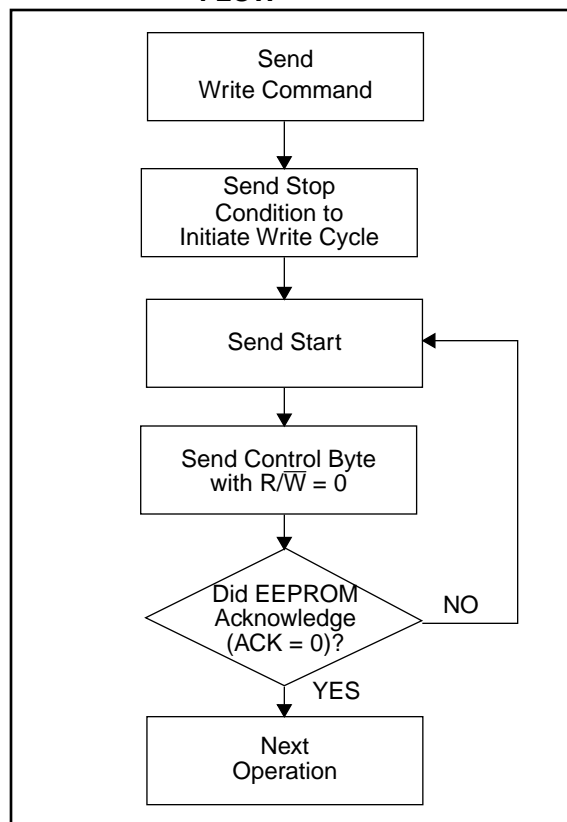 Send
Write Command
Send Stop
Condition to
Initiate Write Cycle
Send Start
Send Control Byte
with R/W̅ = 0
Did EEPROM
Acknowledge
(ACK = 0)?
NO
YES
Next
Operation